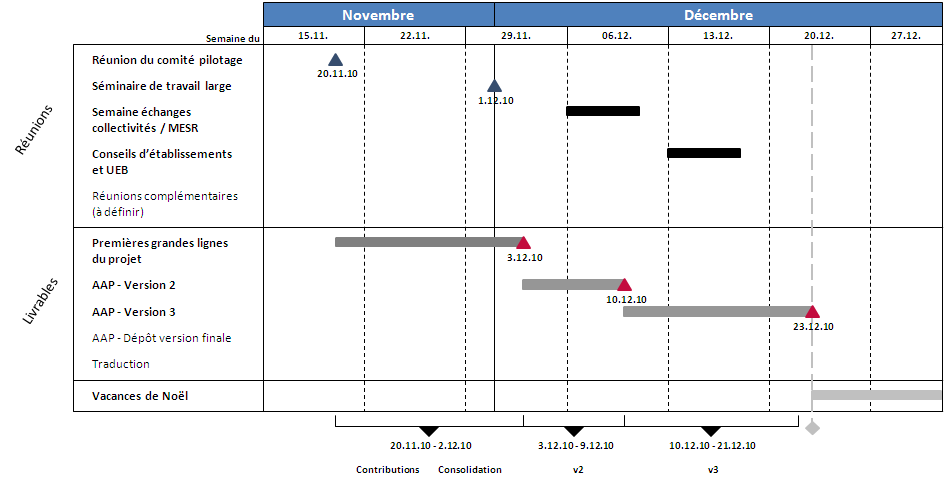 Novembre
Décembre
Semaine du
15.11.
22.11.
29.11
06.12.
13.12.
20.12.
27.12.
Réunions
Réunion du comité pilotage
20.11.10
Séminaire de travail large
1.12.10
Semaine échanges
collectivités / MESR
Conseils d'établissements
et UEB
Réunions complémentaires
(à définir)
Livrables
Premières grandes lignes
du projet
3.12.10
AAP - Version 2
10.12.10
AAP - Version 3
23.12.10
AAP - Dépôt version finale
Traduction
Vacances de Noël
20.11.10 - 2.12.10
3.12.10 - 9.12.10
10.12.10 - 21.12.10
Contributions
Consolidation
v2
v3